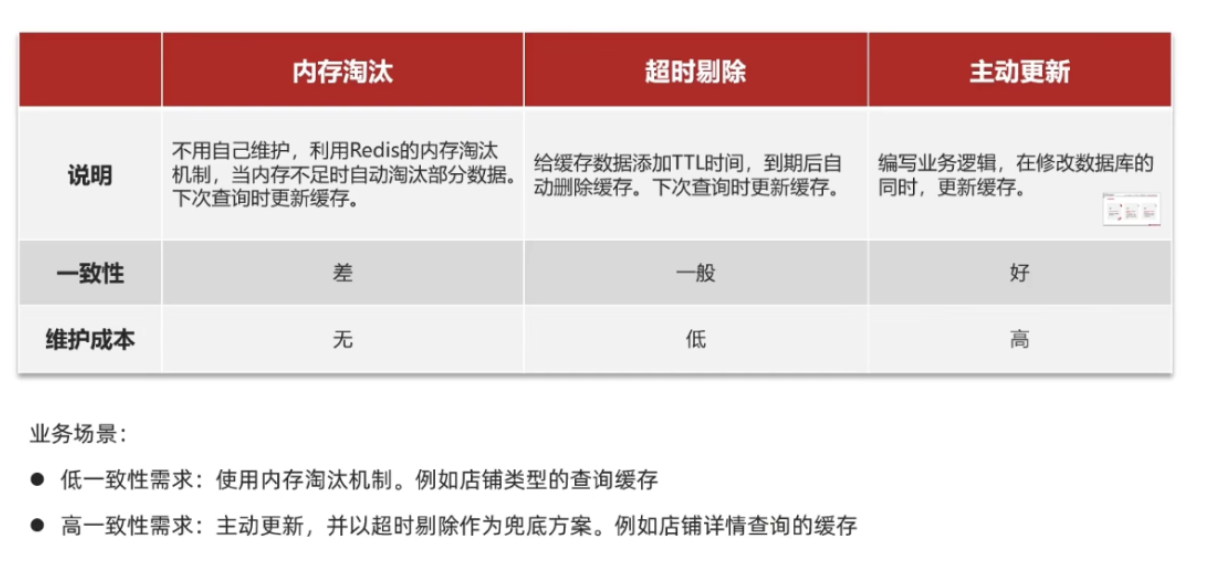 内存淘汰 超时剔除 主动更新
说明
不用自己维护，利用Redis的内存淘汰
机制，当内存不足时自动淘汰部分数据。
下次查询时更新缓存。
给缓存数据添加TTL时间，到期后自
动删除缓存。下次查询时更新缓存。
编写业务逻辑，在修改数据库的
同时，更新缓存。
一致性 差 一般 好
维护成本 无 低 高
业务场景：
● 低一致性需求：使用内存淘汰机制。例如店铺类型的查询缓存
● 高一致性需求：主动更新，并以超时剔除作为兜底方案。例如店铺详情查询的缓存